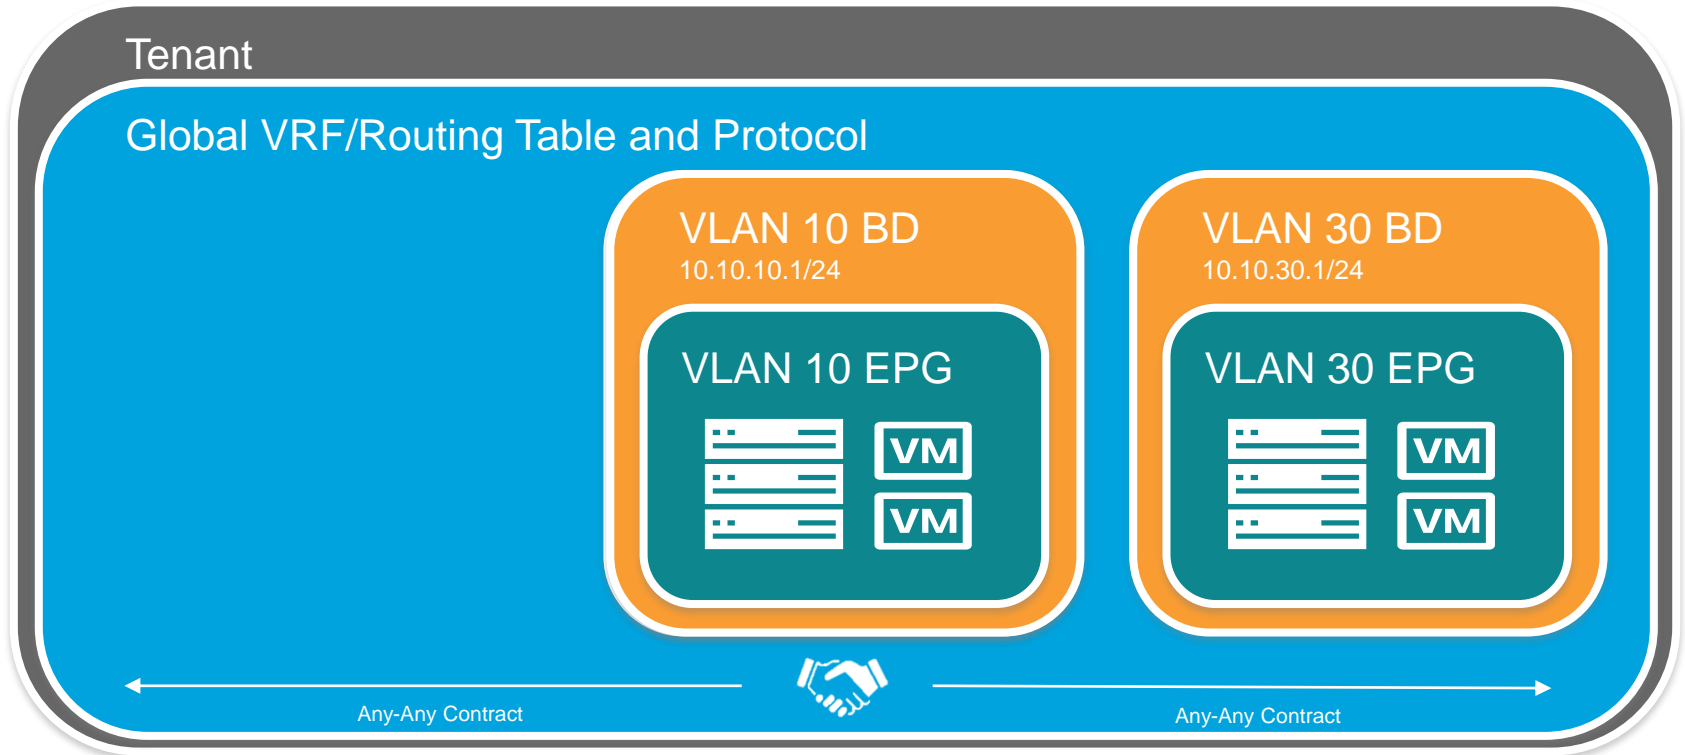 Tenant
Global VRF/Routing Table and Protocol
VLAN 10 BD
10.10.10.1/24
VLAN 10 EPG
VM
VM
VLAN 30 BD
10.10.30.1/24
VLAN 30 EPG
VM
VM
Any-Any Contract
Any-Any Contract